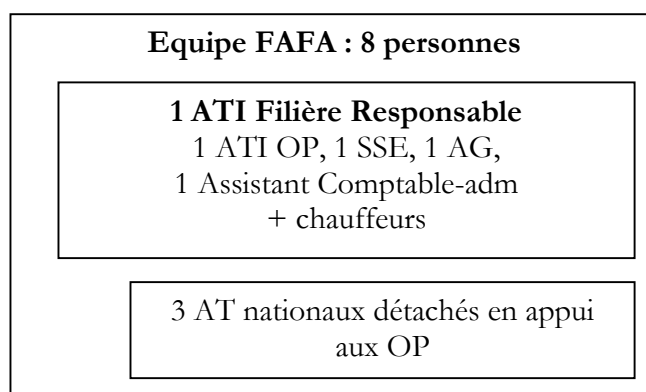 Equipe FAFA : 8 personnes
1 ATI Filière Responsable
1 ATI OP, 1 SSE, 1 AG,
1 Assistant Comptable-adm
+ chauffeurs
3 AT nationaux détachés en appui
aux OP